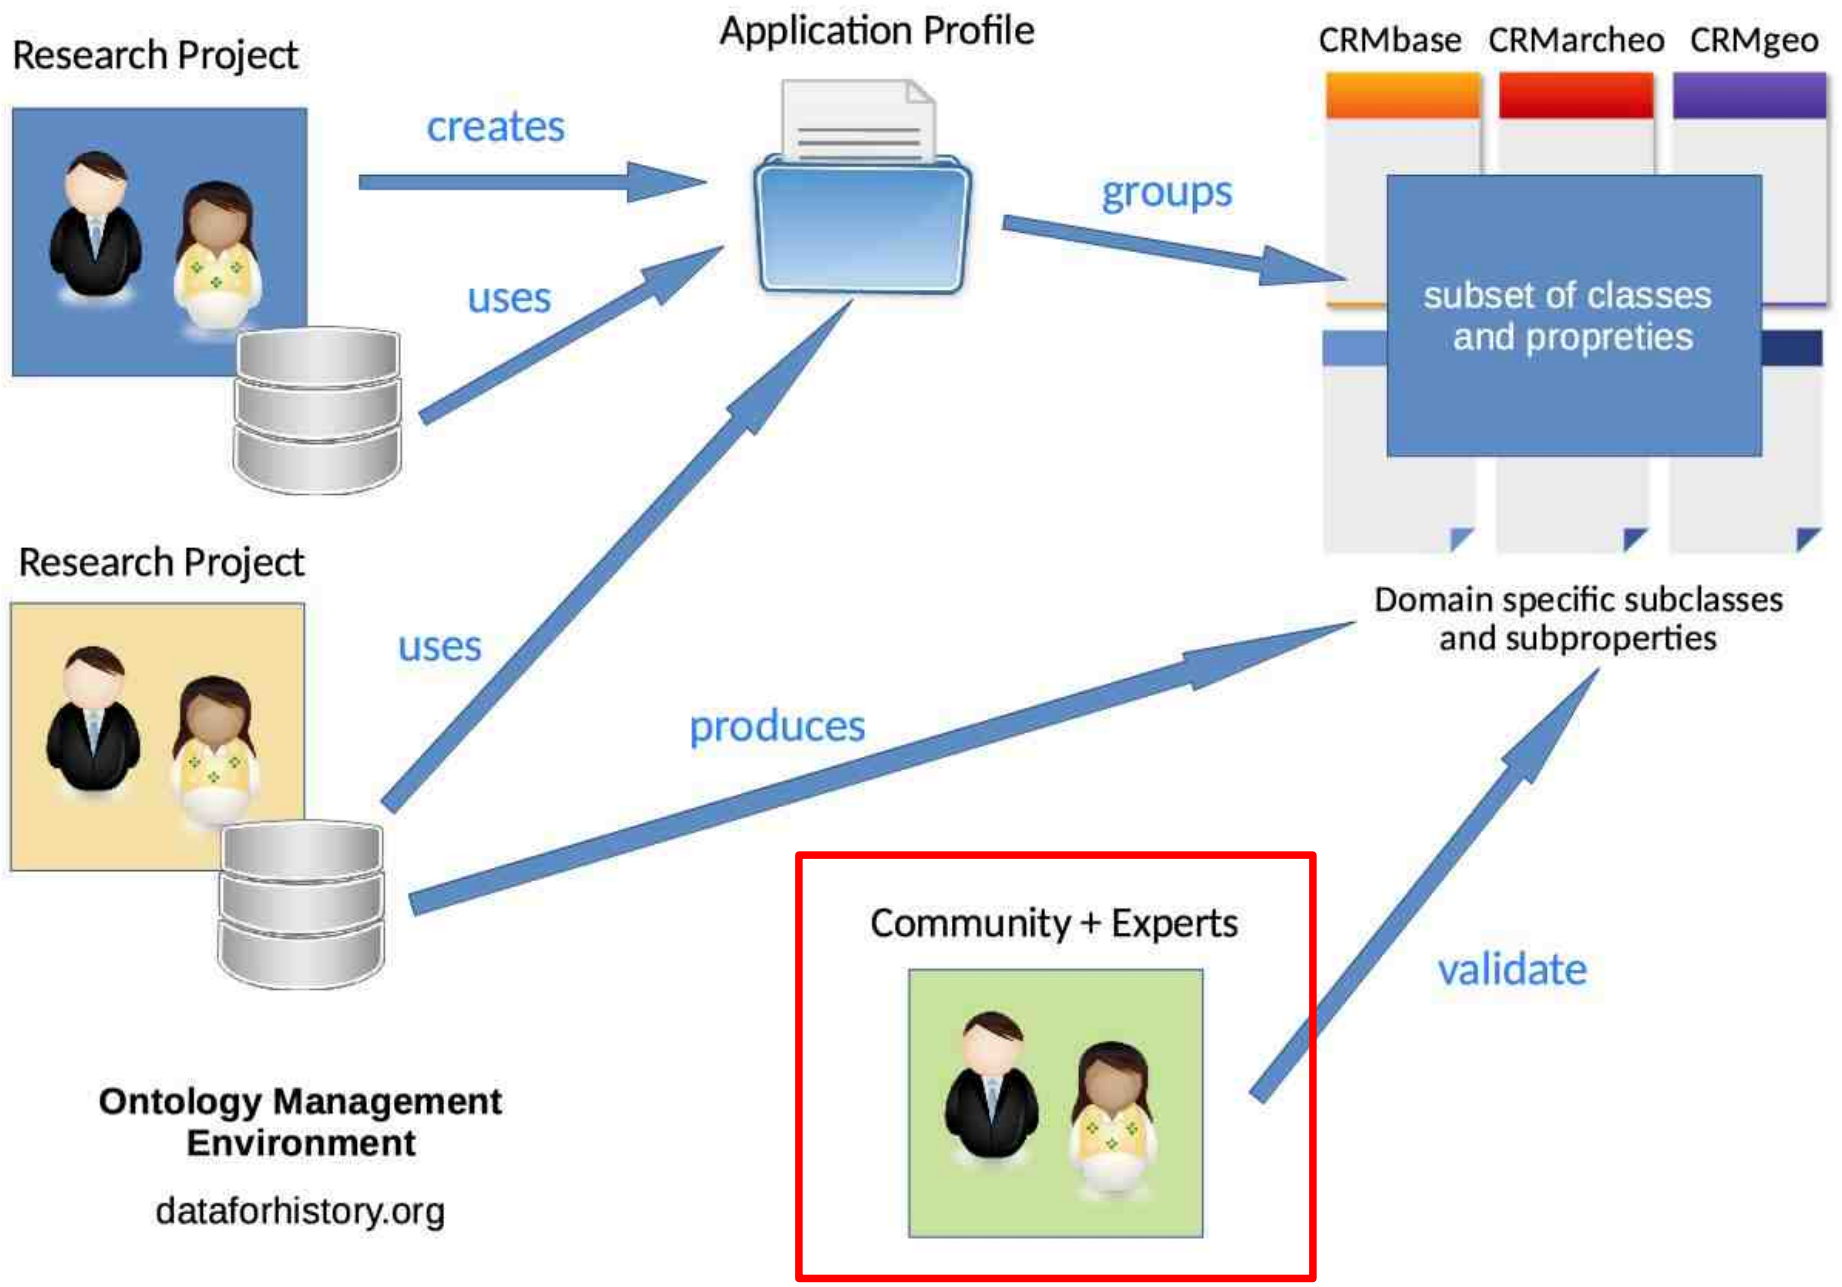 Research Project
Application Profile
CRMbase CRMarcheo CRMgeo
creates
groups
uses
subset of classes
and propreties
Research Project
Domain specific subclasses
and subproperties
uses
produces
Community + Experts
validate
Ontology Management
Environment
dataforhistory.org